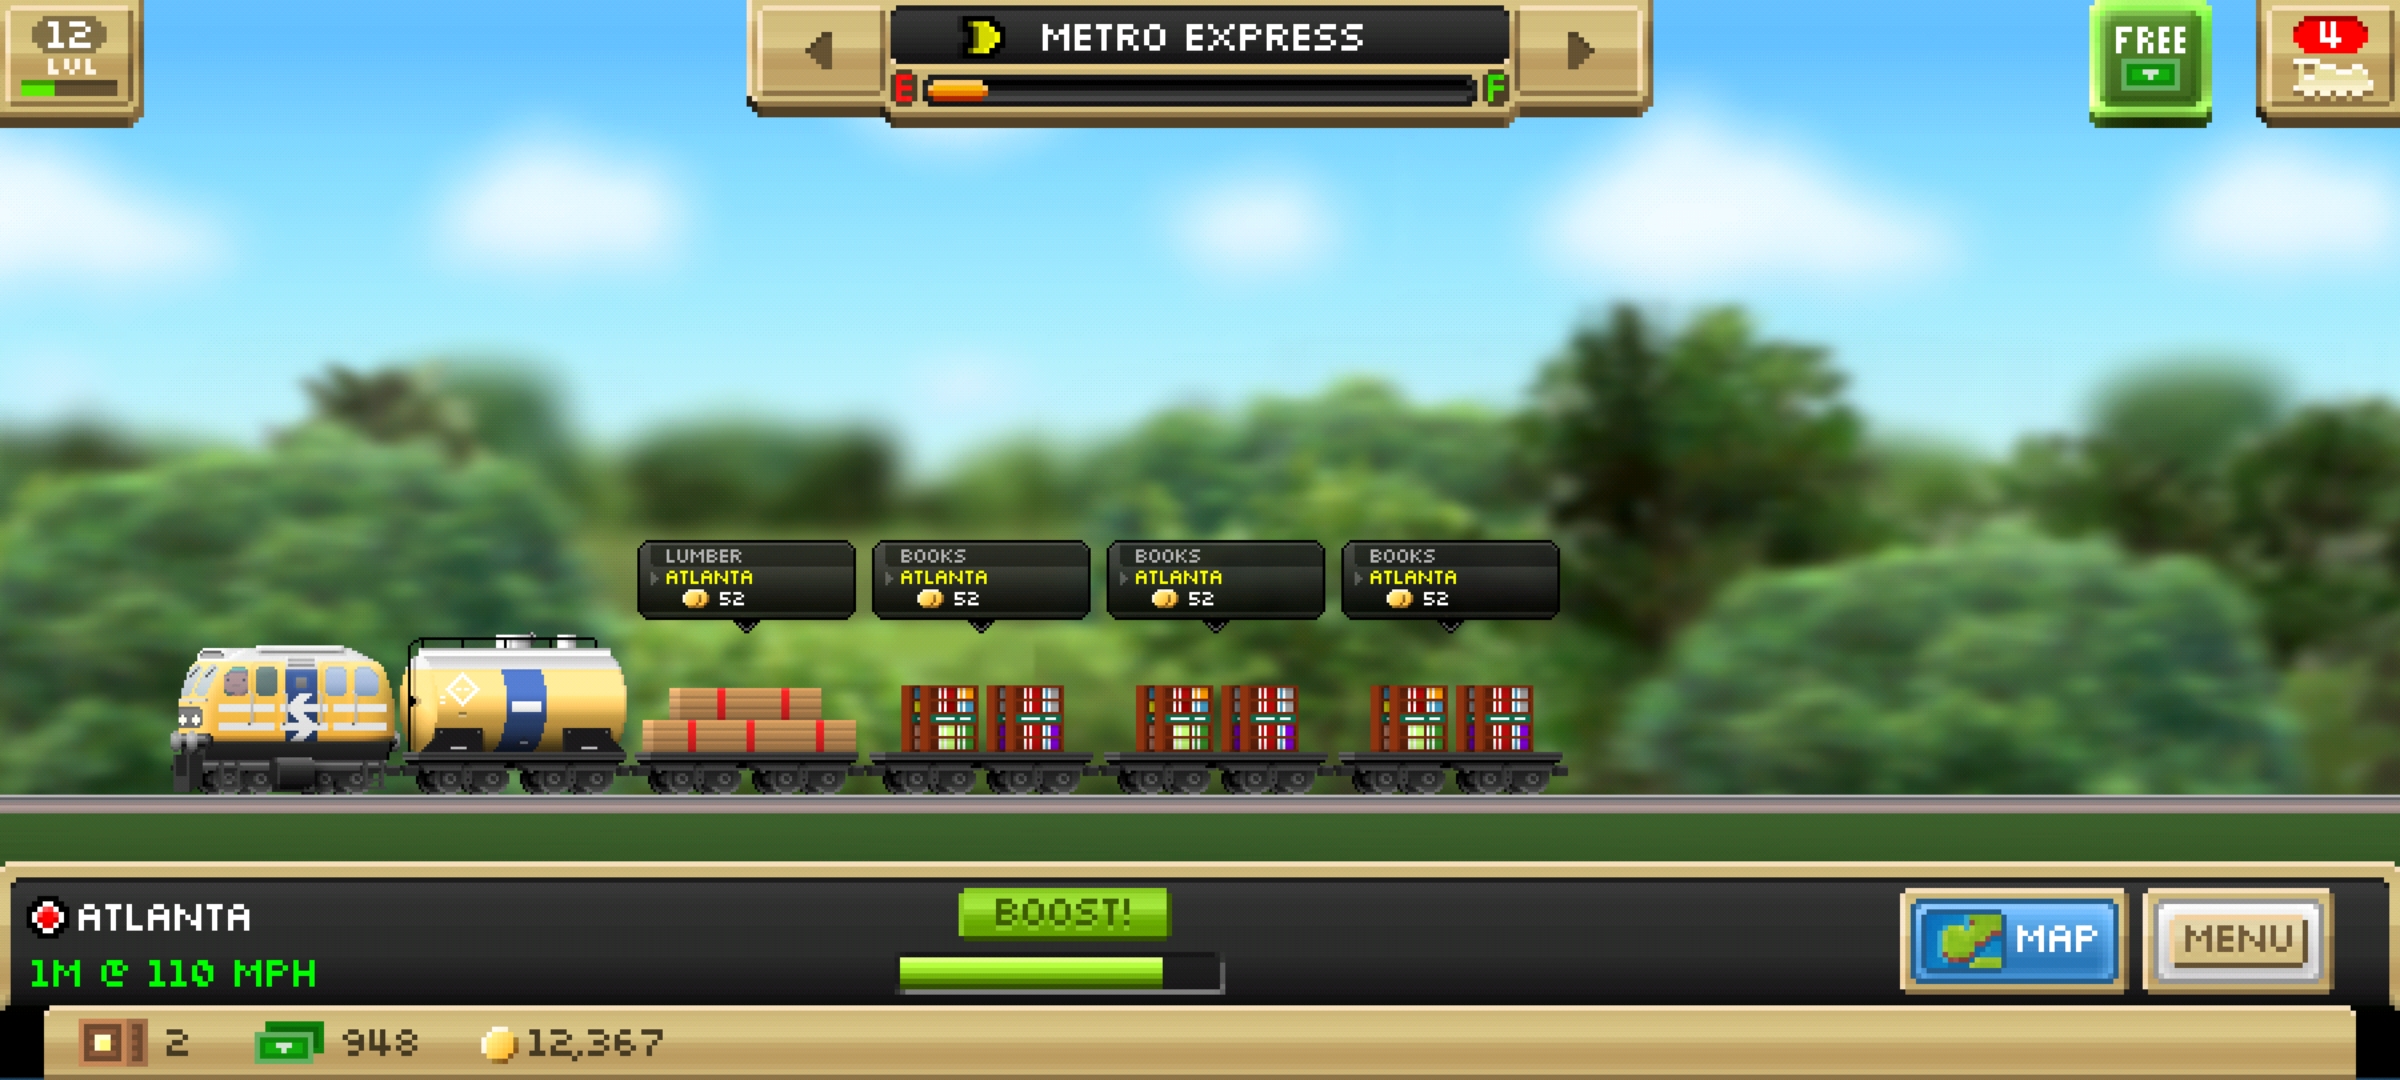 12
LVL
METRO EXPRESS
E F
FREE
4
LUMBER
ATLANTA
52
BOOKS
ATLANTA
52
BOOKS
ATLANTA
52
BOOKS
ATLANTA
52
ATLANTA
1M @ 110 MPH
BOOST!
MAP
MENU
2 948 12,367